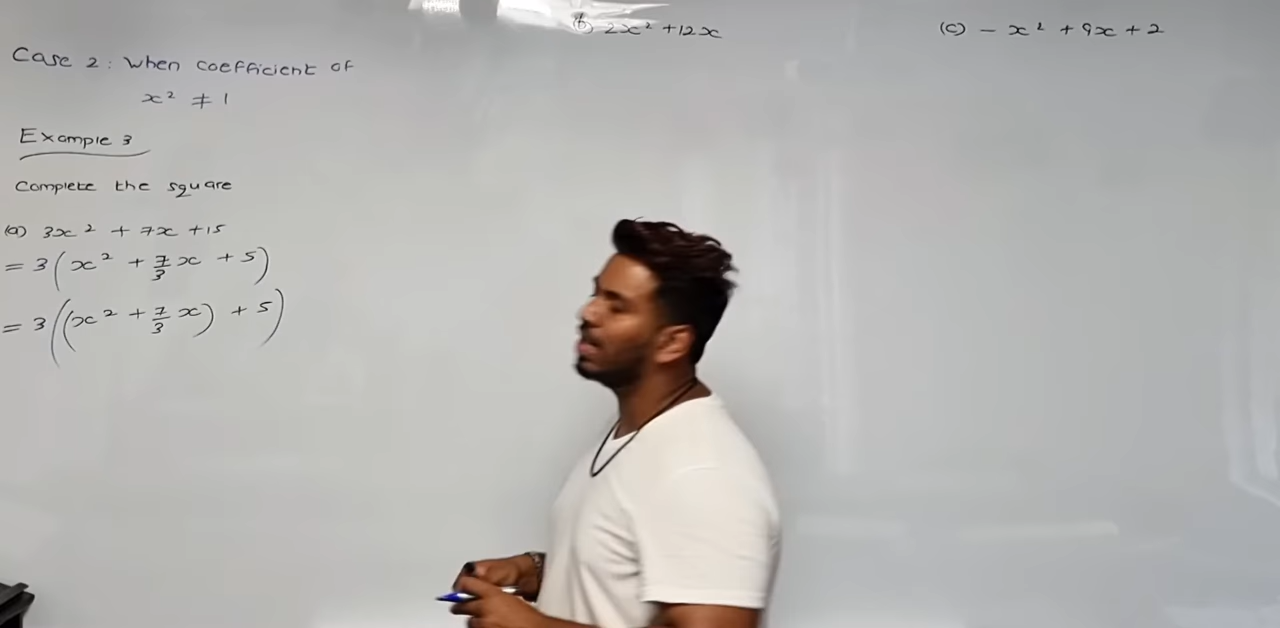 Case 2: When coefficient of
x² ≠ 1
Example 3
Complete the square
(a) 3x² + 7x +15
= 3(x² + 7/3 x + 5)
= 3((x² + 7/3 x) + 5)
(b) 2x² +12x
(c) - x² + 9x + 2